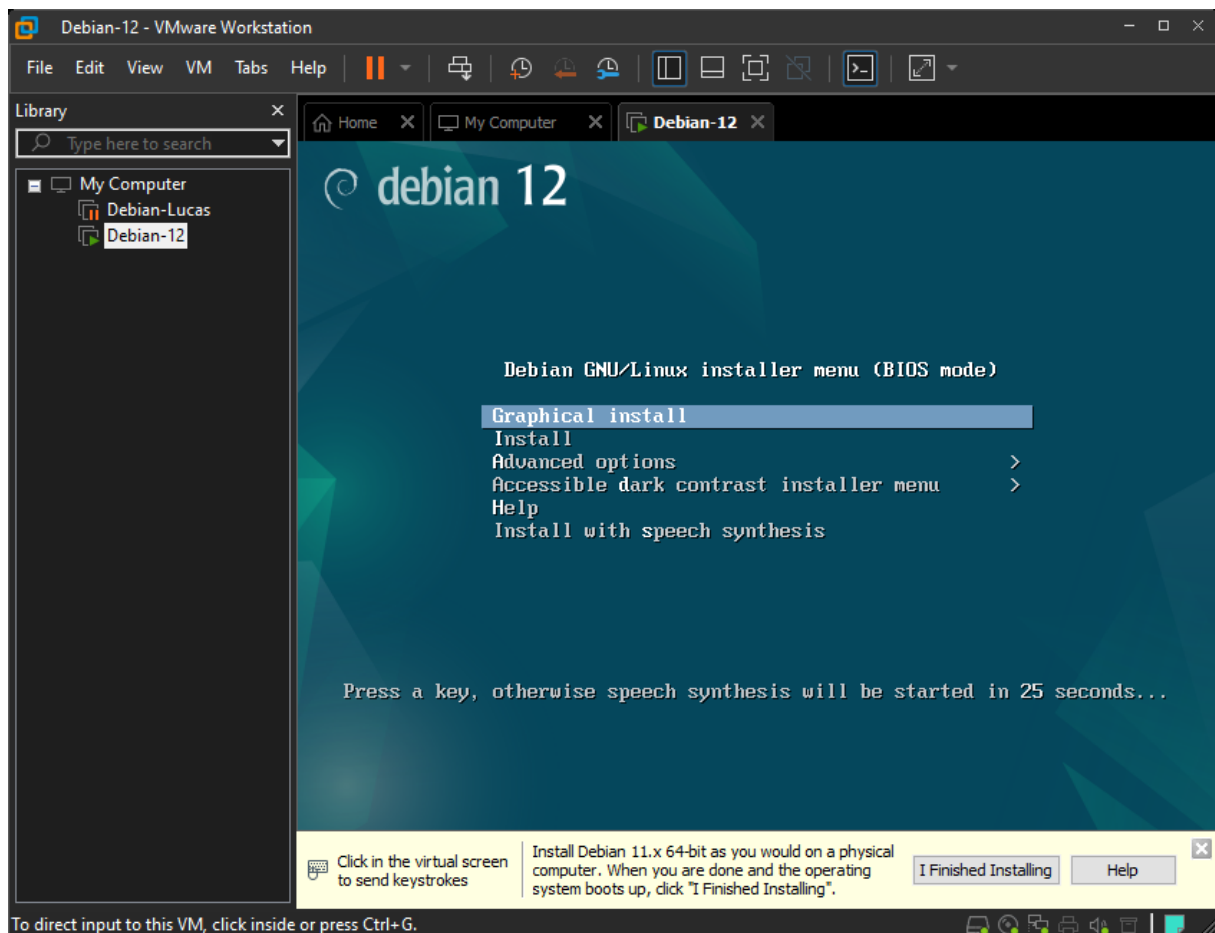 Debian-12 - VMware Workstation
File Edit View VM Tabs Help
Library
Type here to search
My Computer
Debian-Lucas
Debian-12
Home My Computer Debian-12
debian 12
Debian GNU/Linux installer menu (BIOS mode)
Graphical install
Install
Advanced options >
Accessible dark contrast installer menu >
Help
Install with speech synthesis
Press a key, otherwise speech synthesis will be started in 25 seconds...
Click in the virtual screen
to send keystrokes
Install Debian 11.x 64-bit as you would on a physical
computer. When you are done and the operating
system boots up, click "I Finished Installing".
I Finished Installing Help
To direct input to this VM, click inside or press Ctrl+G.